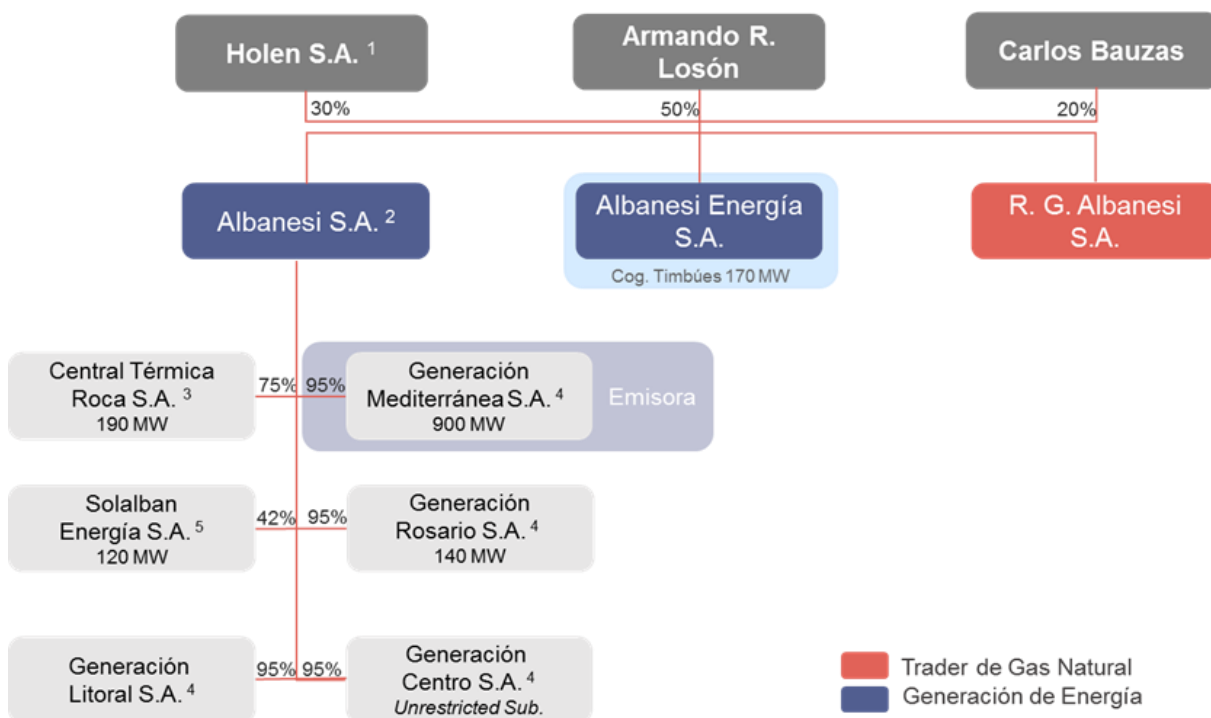 Holen S.A. 1
Armando R.
Losón
Carlos Bauzas
30%
50%
20%
Albanesi S.A. 2
Albanesi Energía
S.A.
R. G. Albanesi
S.A.
Cog. Timbúes 170 MW
Central Térmica
Roca S.A. 3
190 MW
75%
95%
Generación
Mediterránea S.A. 4
900 MW
Emisora
Solalban
Energía S.A. 5
120 MW
42%
95%
Generación
Rosario S.A. 4
140 MW
Generación
Litoral S.A. 4
95%
95%
Generación
Centro S.A. 4
Unrestricted Sub.
Trader de Gas Natural
Generación de Energía